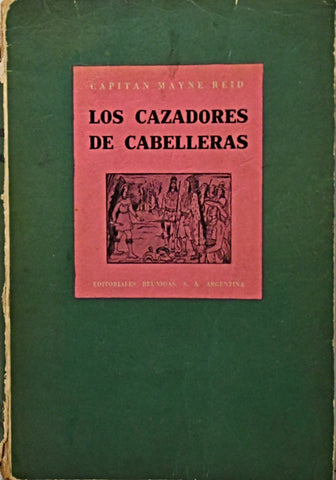 CAPITAN MAYNE REID
LOS CAZADORES
DE CABELLERAS
EDITORIALES REUNIDAS, S. A. ARGENTINA